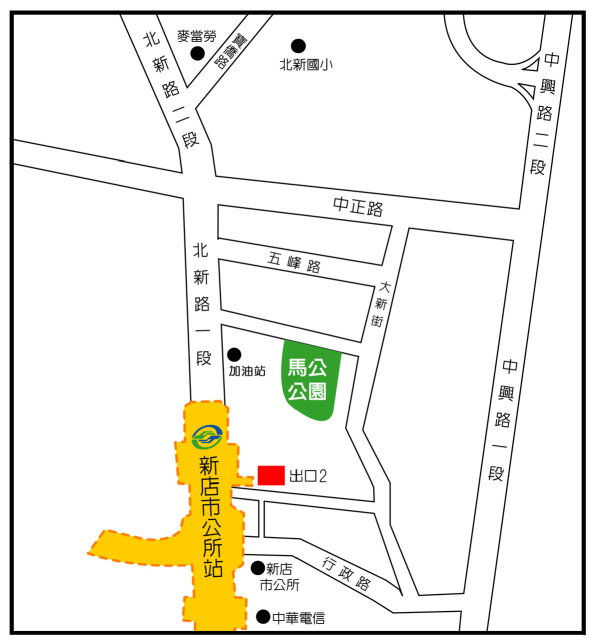 麥當勞
寶僑路
北新國小
北新路二段
中興路二段
中正路
五峰路
北新路一段
大新街
加油站
馬公
公園
中興路一段
新店市公所站
出口2
行政路
新店
市公所
中華電信